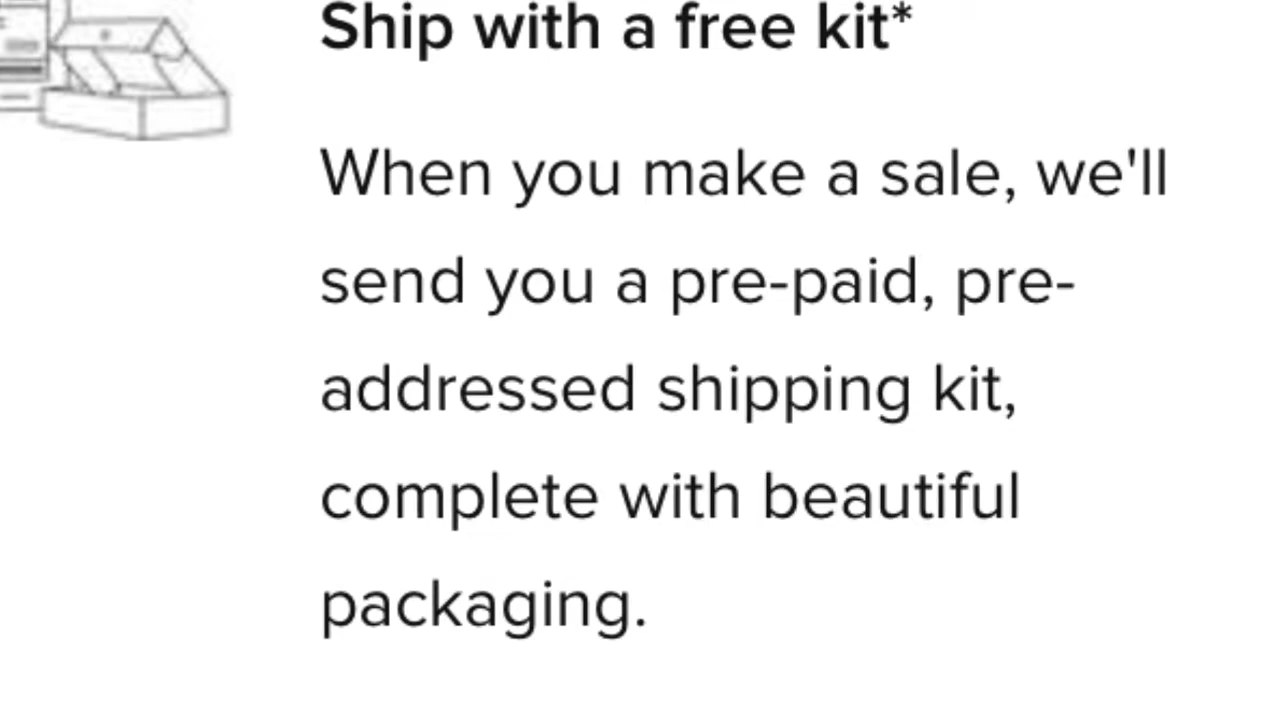 Ship with a free kit*
When you make a sale, we'll
send you a pre-paid, pre-
addressed shipping kit,
complete with beautiful
packaging.